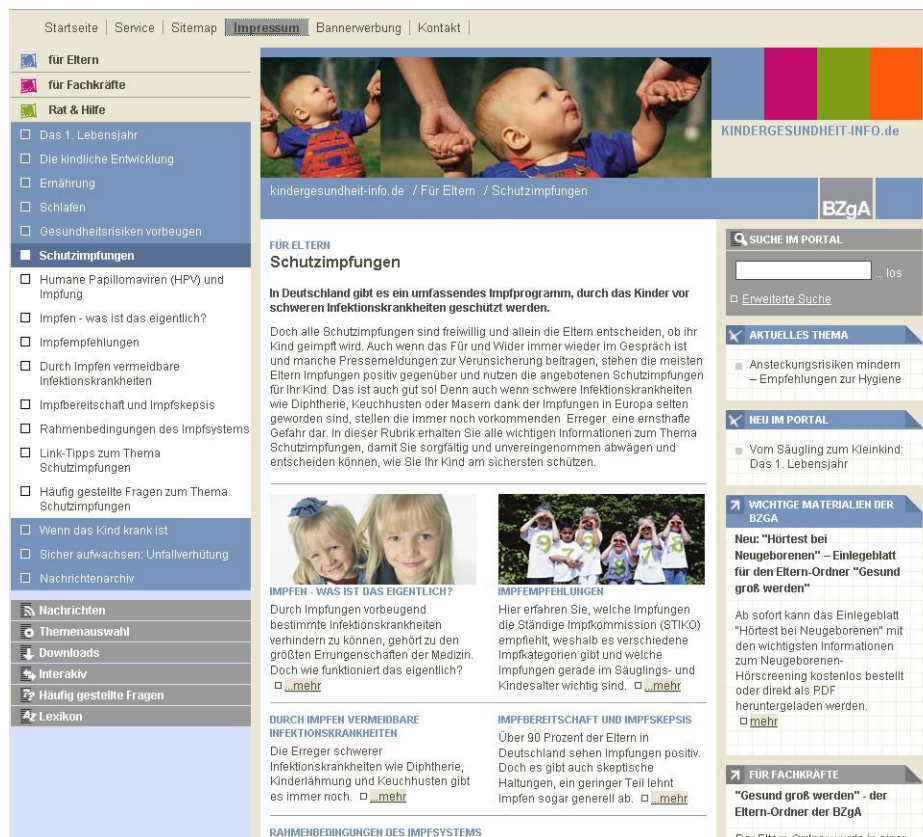 Startseite | Service | Sitemap | Impressum | Bannerwerbung | Kontakt |
für Eltern
für Fachkräfte
Rat & Hilfe
Das 1. Lebensjahr
Die kindliche Entwicklung
Ernährung
Schlafen
Gesundheitsrisiken vorbeugen
Schutzimpfungen
Humane Papillomaviren (HPV) und
Impfung
Impfen - was ist das eigentlich?
Impfempfehlungen
Durch Impfen vermeidbare
Infektionskrankheiten
Impfbereitschaft und Impfskepsis
Rahmenbedingungen des Impfsystems
Link-Tipps zum Thema
Schutzimpfungen
Häufig gestellte Fragen zum Thema
Schutzimpfungen
Wenn das Kind krank ist
Sicher aufwachsen: Unfallverhütung
Nachrichtenarchiv
Nachrichten
Themenauswahl
Downloads
Interakiv
Häufig gestellte Fragen
Lexikon
KINDERGESUNDHEIT-INFO.de
kindergesundheit-info.de / Für Eltern / Schutzimpfungen
BZgA
FÜR ELTERN
Schutzimpfungen
In Deutschland gibt es ein umfassendes Impfprogramm, durch das Kinder vor
schweren Infektionskrankheiten geschützt werden.
Doch alle Schutzimpfungen sind freiwillig und allein die Eltern entscheiden, ob ihr
Kind geimpft wird. Auch wenn das Für und Wider immer wieder im Gespräch ist
und manche Pressemeldungen zur Verunsicherung beitragen, stehen die meisten
Eltern Impfungen positiv gegenüber und nutzen die angebotenen Schutzimpfungen
für Ihr Kind. Das ist auch gut so! Denn auch wenn schwere Infektionskrankheiten
wie Diphtherie, Keuchhusten oder Masern dank der Impfungen in Europa selten
geworden sind, stellen die immer noch vorkommenden Erreger eine ernsthafte
Gefahr dar. In dieser Rubrik erhalten Sie alle wichtigen Informationen zum Thema
Schutzimpfungen, damit Sie sorgfältig und unvereingenommen abwägen und
entscheiden können, wie Sie Ihr Kind am sichersten schützen.
IMPFEN - WAS IST DAS EIGENTLICH?
Durch Impfungen vorbeugend
bestimmte Infektionskrankheiten
verhindern zu können, gehört zu den
größten Errungenschaften der Medizin.
Doch wie funktioniert das eigentlich?
...mehr
IMPFEMPFEHLUNGEN
Hier erfahren Sie, welche Impfungen
die Ständige Impfkommission (STIKO)
empfiehlt, weshalb es verschiedene
Impfkategorien gibt und welche
Impfungen gerade im Säuglings- und
Kindesalter wichtig sind. ...mehr
DURCH IMPFEN VERMEIDBARE
INFEKTIONSKRANKHEITEN
Die Erreger schwerer
Infektionskrankheiten wie Diphtherie,
Kinderlähmung und Keuchhusten gibt
es immer noch. ...mehr
IMPFBEREITSCHAFT UND IMPFSKEPSIS
Über 90 Prozent der Eltern in
Deutschland sehen Impfungen positiv.
Doch es gibt auch skeptische
Haltungen, ein geringer Teil lehnt
Impfen sogar generell ab. ...mehr
RAHMENBEDINGUNGEN DES IMPFSYSTEMS
SUCHE IM PORTAL
... los
Erweiterte Suche
AKTUELLES THEMA
Ansteckungsrisiken mindern
– Empfehlungen zur Hygiene
NEU IM PORTAL
Vom Säugling zum Kleinkind:
Das 1. Lebensjahr
WICHTIGE MATERIALIEN DER
BZGA
Neu: "Hörtest bei
Neugeborenen" – Einlegeblatt
für den Eltern-Ordner "Gesund
groß werden"
Ab sofort kann das Einlegeblatt
"Hörtest bei Neugeborenen" mit
den wichtigsten Informationen
zum Neugeborenen-
Hörscreening kostenlos bestellt
oder direkt als PDF
heruntergeladen werden.
mehr
FÜR FACHKRÄFTE
"Gesund groß werden" - der
Eltern-Ordner der BZgA